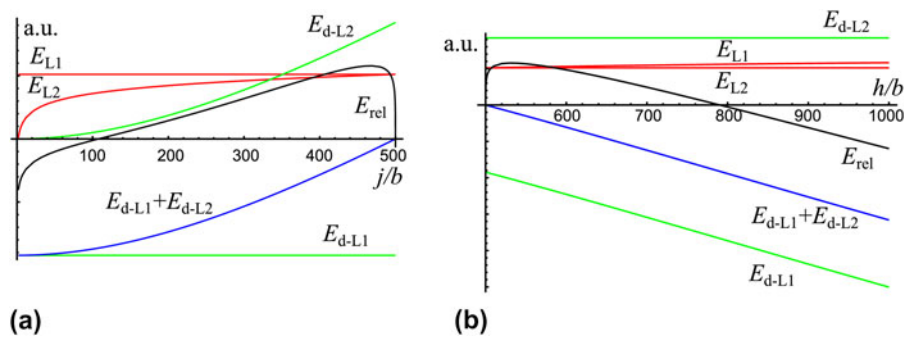 a.u.
E_d-L2
E_L1
E_L2
E_rel
100 200 300 400 500
j/b
E_d-L1+E_d-L2
E_d-L1
(a)
a.u.
E_d-L2
E_L1
E_L2
h/b
600 700 800 900 1000
E_rel
E_d-L1+E_d-L2
E_d-L1
(b)